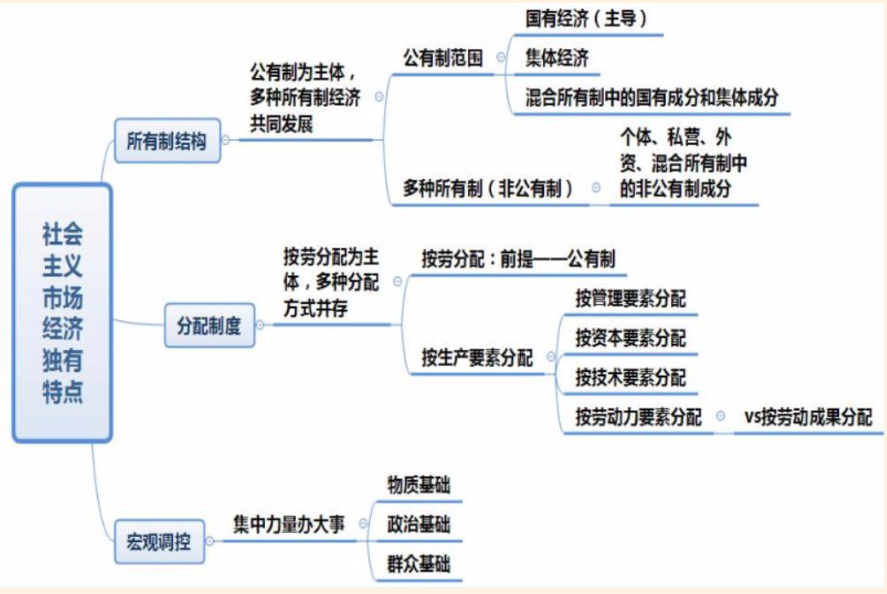 社会
主义
市场
经济
独有
特点
所有制结构
公有制为主体，
多种所有制经济
共同发展
公有制范围
国有经济（主导）
集体经济
混合所有制中的国有成分和集体成分
多种所有制（非公有制）
个体、私营、外
资、混合所有制中
的非公有制成分
分配制度
按劳分配为主
体，多种分配
方式并存
按劳分配：前提——公有制
按生产要素分配
按管理要素分配
按资本要素分配
按技术要素分配
按劳动力要素分配
vs按劳动成果分配
宏观调控
集中力量办大事
物质基础
政治基础
群众基础